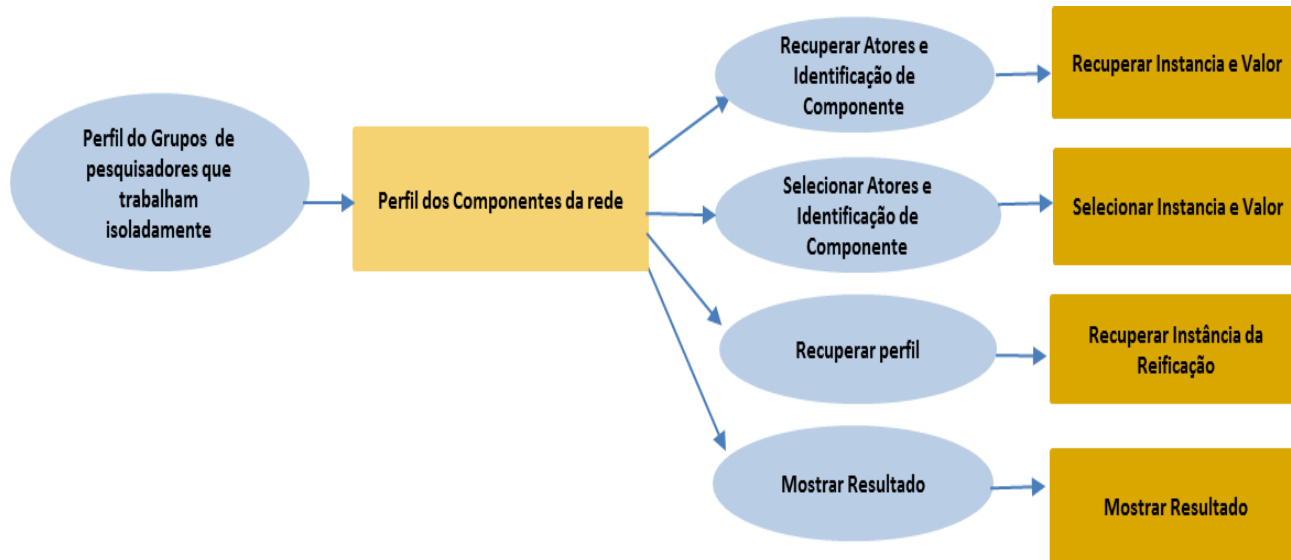 Perfil do Grupos de
pesquisadores que
trabalham
isoladamente
Perfil dos Componentes da rede
Recuperar Atores e
Identificação de
Componente
Recuperar Instancia e Valor
Selecionar Atores e
Identificação de
Componente
Selecionar Instancia e Valor
Recuperar perfil
Recuperar Instância da
Reificação
Mostrar Resultado
Mostrar Resultado